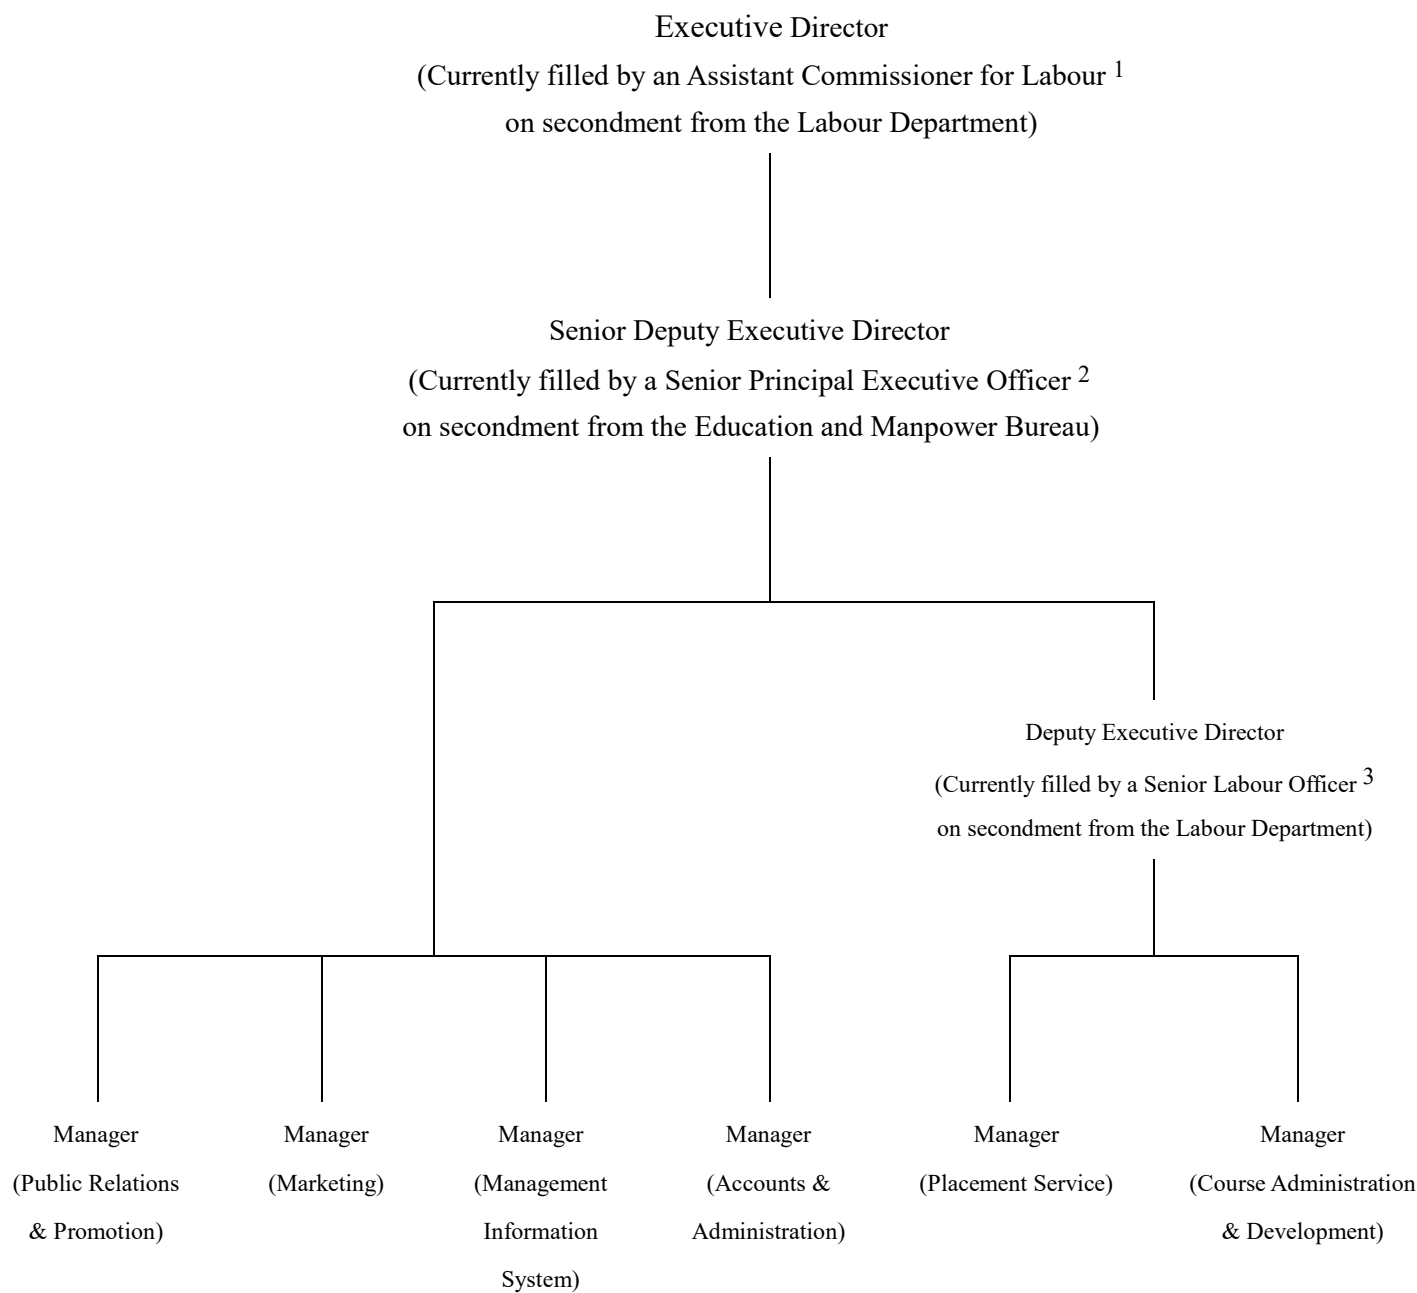 Executive Director
(Currently filled by an Assistant Commissioner for Labour 1
on secondment from the Labour Department)
Senior Deputy Executive Director
(Currently filled by a Senior Principal Executive Officer 2
on secondment from the Education and Manpower Bureau)
Deputy Executive Director
(Currently filled by a Senior Labour Officer 3
on secondment from the Labour Department)
Manager
(Public Relations
& Promotion)
Manager
(Marketing)
Manager
(Management
Information
System)
Manager
(Accounts &
Administration)
Manager
(Placement Service)
Manager
(Course Administration
& Development)